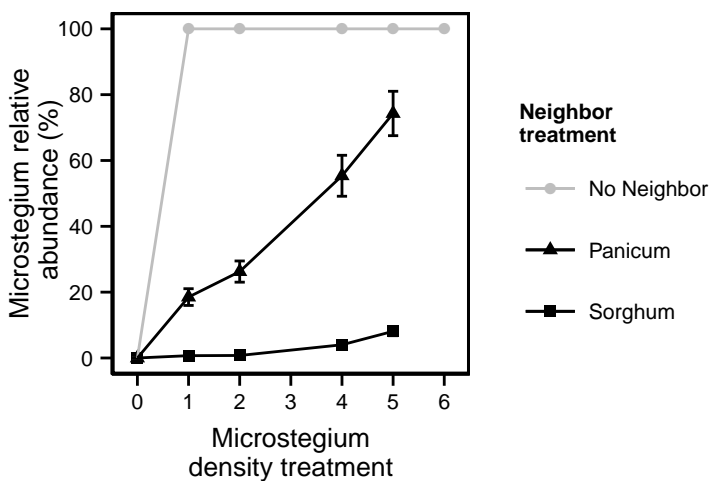 Microstegium relative
abundance (%)
100
80
60
40
20
0
0 1 2 3 4 5 6
Microstegium
density treatment
Neighbor
treatment
No Neighbor
Panicum
Sorghum